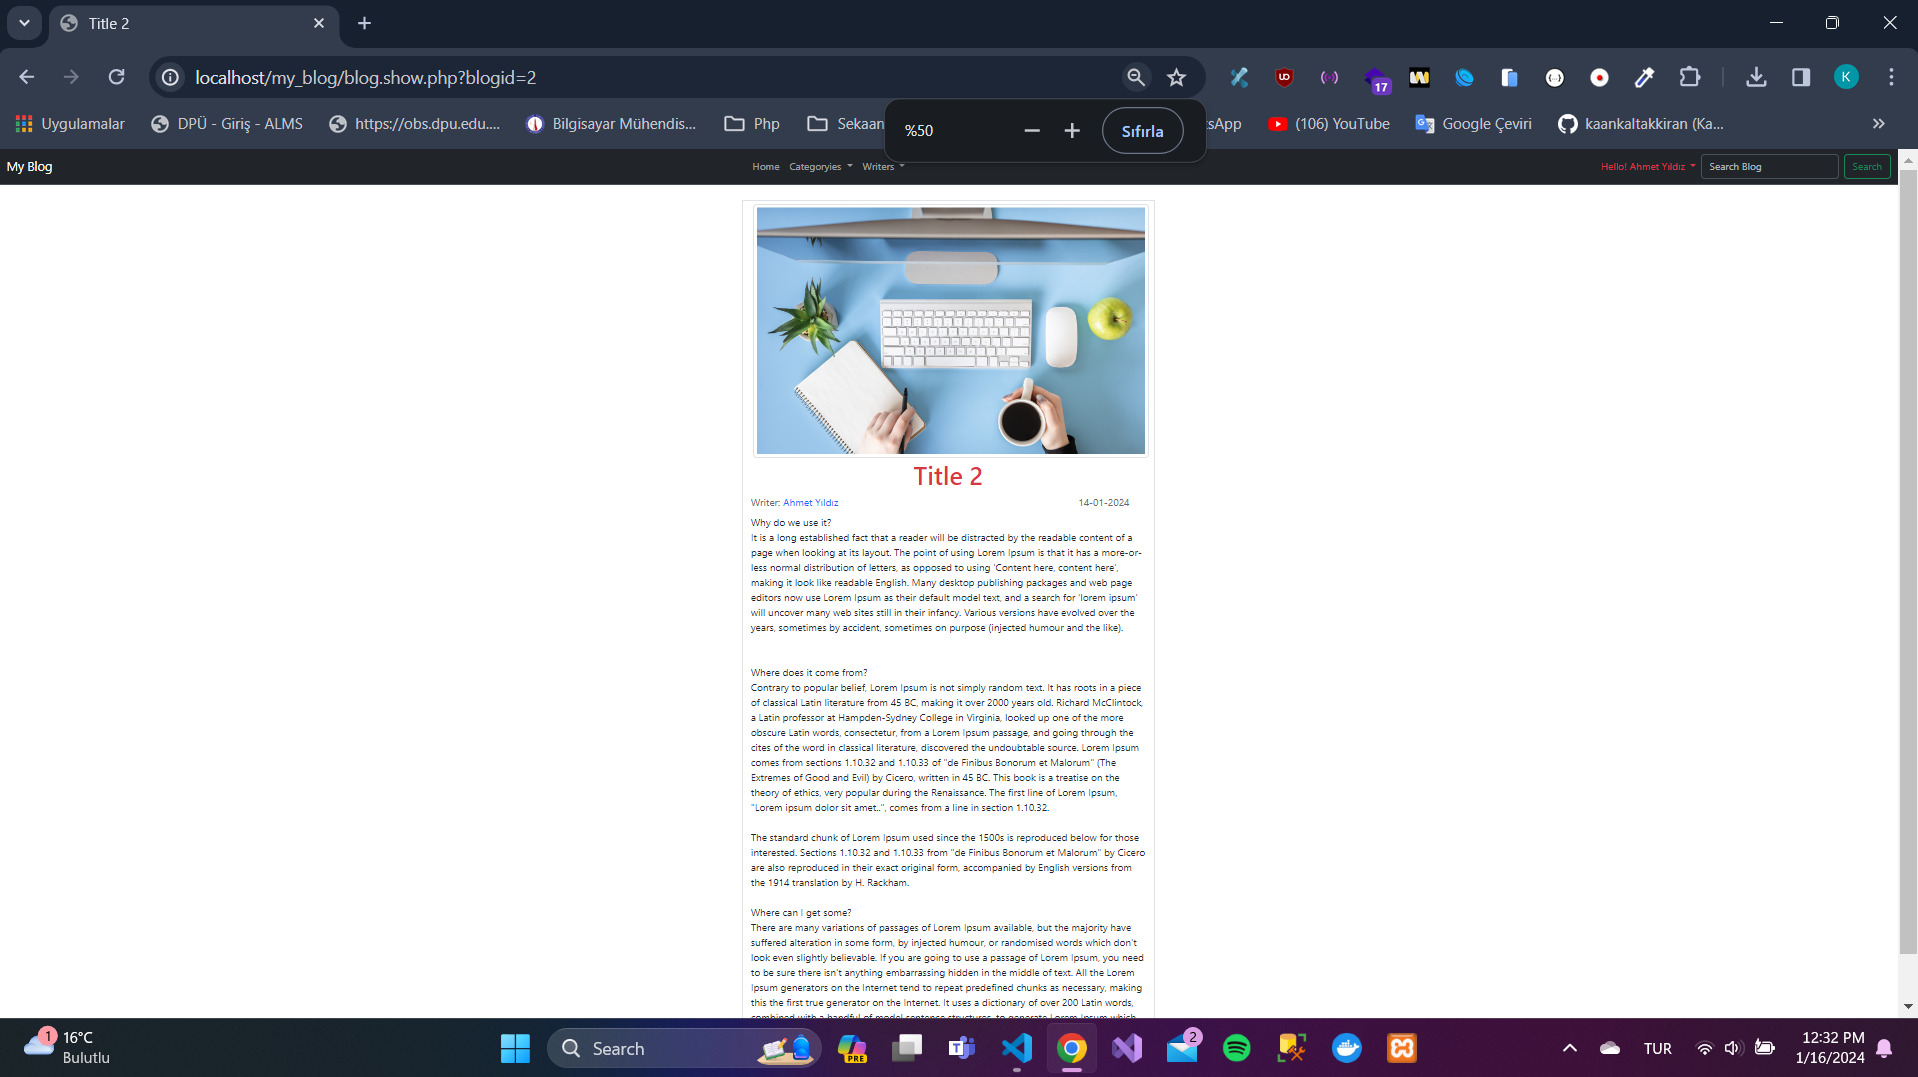 Title 2
localhost/my_blog/blog.show.php?blogid=2
17
Uygulamalar
DPÜ - Giriş - ALMS
https://obs.dpu.edu....
Bilgisayar Mühendis...
Php
Sekaan
sApp
(106) YouTube
Google Çeviri
kaankaltakkiran (Ka...
%50
Sıfırla
My Blog
Home Categoryies Writers
Hello! Ahmet Yıldız
Search Blog
Search
Title 2
Writer: Ahmet Yıldız 14-01-2024
Why do we use it?
It is a long established fact that a reader will be distracted by the readable content of a
page when looking at its layout. The point of using Lorem Ipsum is that it has a more-or-
less normal distribution of letters, as opposed to using 'Content here, content here',
making it look like readable English. Many desktop publishing packages and web page
editors now use Lorem Ipsum as their default model text, and a search for 'lorem ipsum'
will uncover many web sites still in their infancy. Various versions have evolved over the
years, sometimes by accident, sometimes on purpose (injected humour and the like).
Where does it come from?
Contrary to popular belief, Lorem Ipsum is not simply random text. It has roots in a piece
of classical Latin literature from 45 BC, making it over 2000 years old. Richard McClintock,
a Latin professor at Hampden-Sydney College in Virginia, looked up one of the more
obscure Latin words, consectetur, from a Lorem Ipsum passage, and going through the
cites of the word in classical literature, discovered the undoubtable source. Lorem Ipsum
comes from sections 1.10.32 and 1.10.33 of "de Finibus Bonorum et Malorum" (The
Extremes of Good and Evil) by Cicero, written in 45 BC. This book is a treatise on the
theory of ethics, very popular during the Renaissance. The first line of Lorem Ipsum,
"Lorem ipsum dolor sit amet..", comes from a line in section 1.10.32.
The standard chunk of Lorem Ipsum used since the 1500s is reproduced below for those
interested. Sections 1.10.32 and 1.10.33 from "de Finibus Bonorum et Malorum" by Cicero
are also reproduced in their exact original form, accompanied by English versions from
the 1914 translation by H. Rackham.
Where can I get some?
There are many variations of passages of Lorem Ipsum available, but the majority have
suffered alteration in some form, by injected humour, or randomised words which don't
look even slightly believable. If you are going to use a passage of Lorem Ipsum, you need
to be sure there isn't anything embarrassing hidden in the middle of text. All the Lorem
Ipsum generators on the Internet tend to repeat predefined chunks as necessary, making
this the first true generator on the Internet. It uses a dictionary of over 200 Latin words,
combined with a handful of model sentence structures, to generate Lorem Ipsum which
1
16°C
Bulutlu
Search
PRE
2
TUR
12:32 PM
1/16/2024